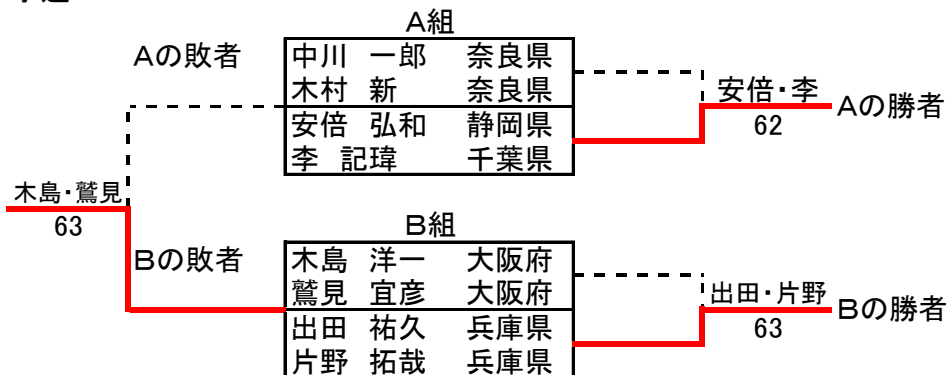 A組
Aの敗者
中川 一郎 奈良県
木村 新 奈良県
安倍 弘和 静岡県
李 記瑋 千葉県
安倍・李
62
Aの勝者
木島・鷲見
63
B組
Bの敗者
木島 洋一 大阪府
鷲見 宜彦 大阪府
出田 祐久 兵庫県
片野 拓哉 兵庫県
出田・片野
63
Bの勝者